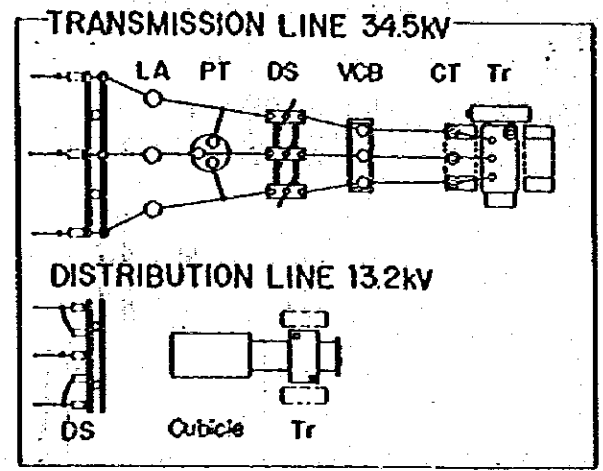 TRANSMISSION LINE 34.5kV
LA PT DS VCB CT Tr
DISTRIBUTION LINE 13.2kV
DS Cubicle Tr